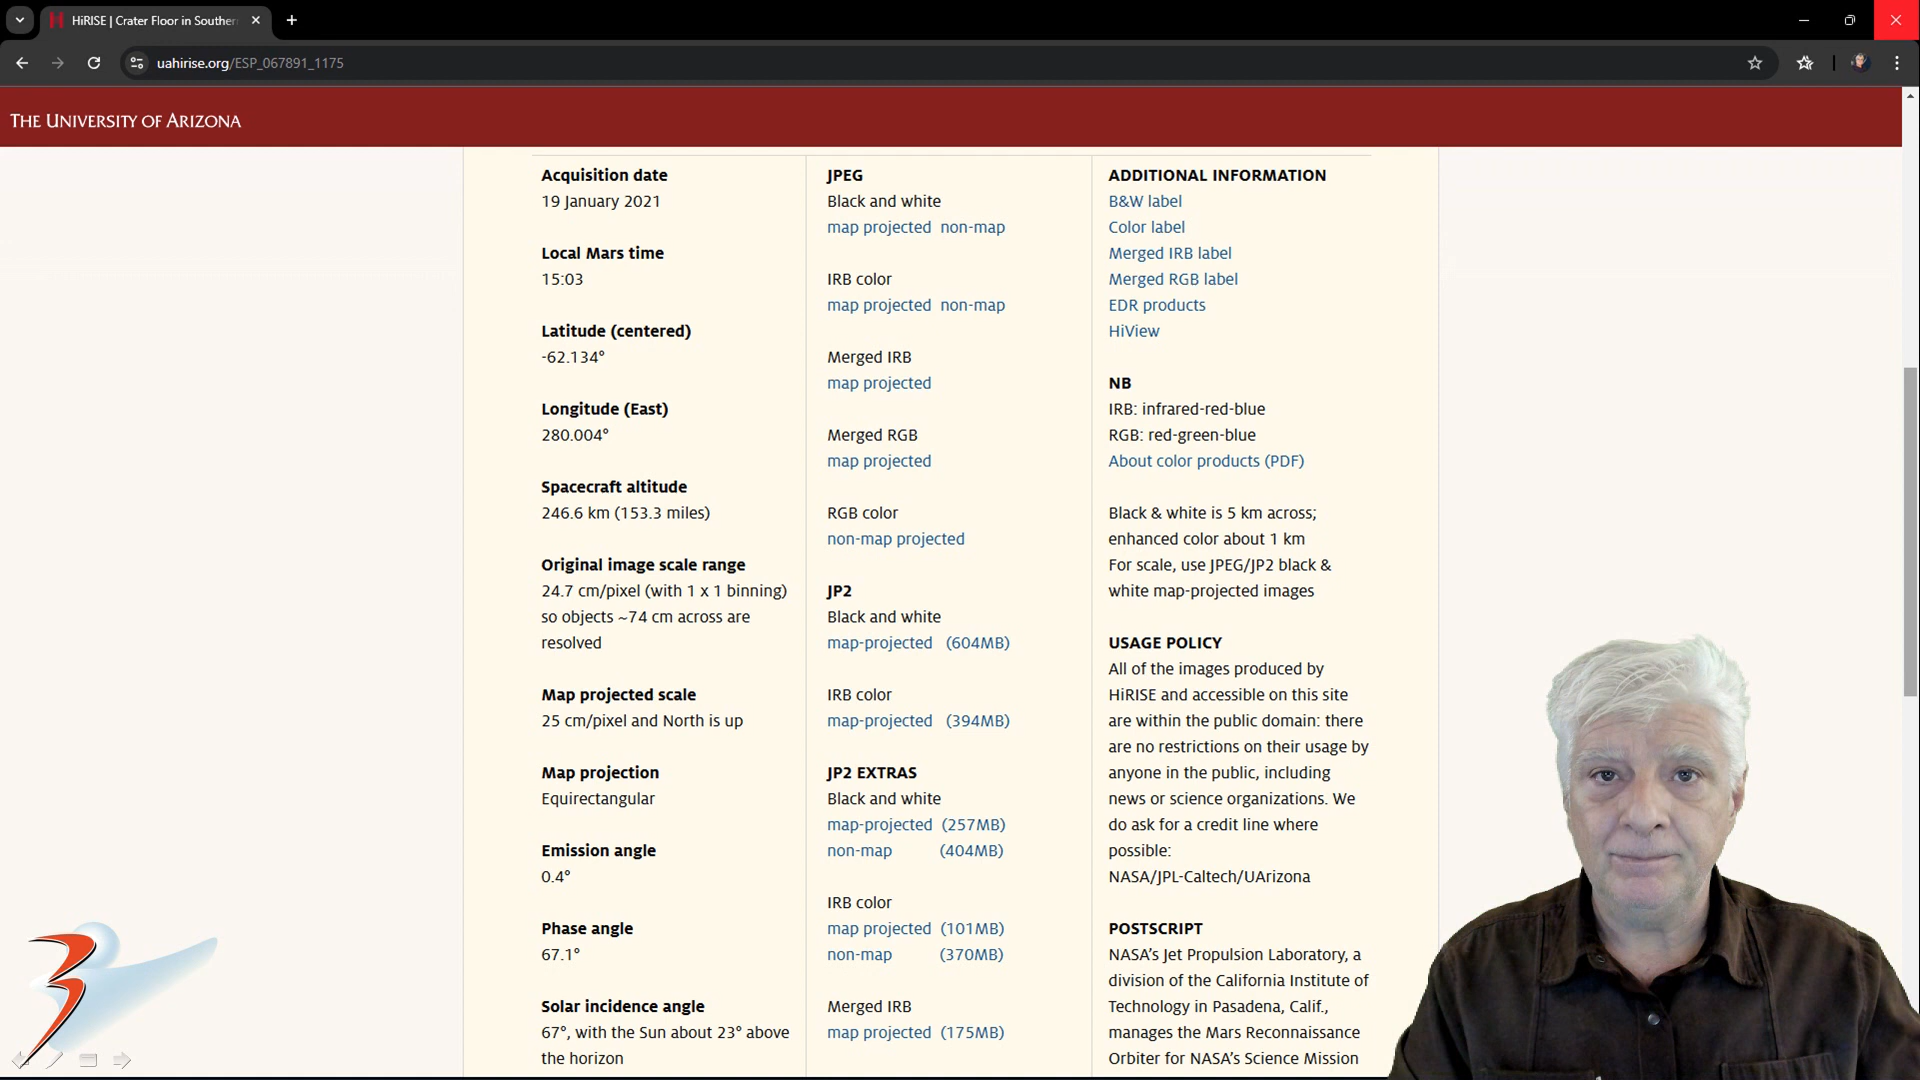 HiRISE | Crater Floor in Souther
uahirise.org/ESP_067891_1175
THE UNIVERSITY OF ARIZONA
Acquisition date
19 January 2021
Local Mars time
15:03
Latitude (centered)
-62.134°
Longitude (East)
280.004°
Spacecraft altitude
246.6 km (153.3 miles)
Original image scale range
24.7 cm/pixel (with 1 x 1 binning)
so objects ~74 cm across are
resolved
Map projected scale
25 cm/pixel and North is up
Map projection
Equirectangular
Emission angle
0.4°
Phase angle
67.1°
Solar incidence angle
67°, with the Sun about 23° above
the horizon
JPEG
Black and white
map projected non-map
IRB color
map projected non-map
Merged IRB
map projected
Merged RGB
map projected
RGB color
non-map projected
JP2
Black and white
map-projected (604MB)
IRB color
map-projected (394MB)
JP2 EXTRAS
Black and white
map-projected (257MB)
non-map (404MB)
IRB color
map projected (101MB)
non-map (370MB)
Merged IRB
map projected (175MB)
ADDITIONAL INFORMATION
B&W label
Color label
Merged IRB label
Merged RGB label
EDR products
HiView
NB
IRB: infrared-red-blue
RGB: red-green-blue
About color products (PDF)
Black & white is 5 km across;
enhanced color about 1 km
For scale, use JPEG/JP2 black &
white map-projected images
USAGE POLICY
All of the images produced by
HiRISE and accessible on this site
are within the public domain: there
are no restrictions on their usage by
anyone in the public, including
news or science organizations. We
do ask for a credit line where
possible:
NASA/JPL-Caltech/UArizona
POSTSCRIPT
NASA’s Jet Propulsion Laboratory, a
division of the California Institute of
Technology in Pasadena, Calif.,
manages the Mars Reconnaissance
Orbiter for NASA’s Science Mission